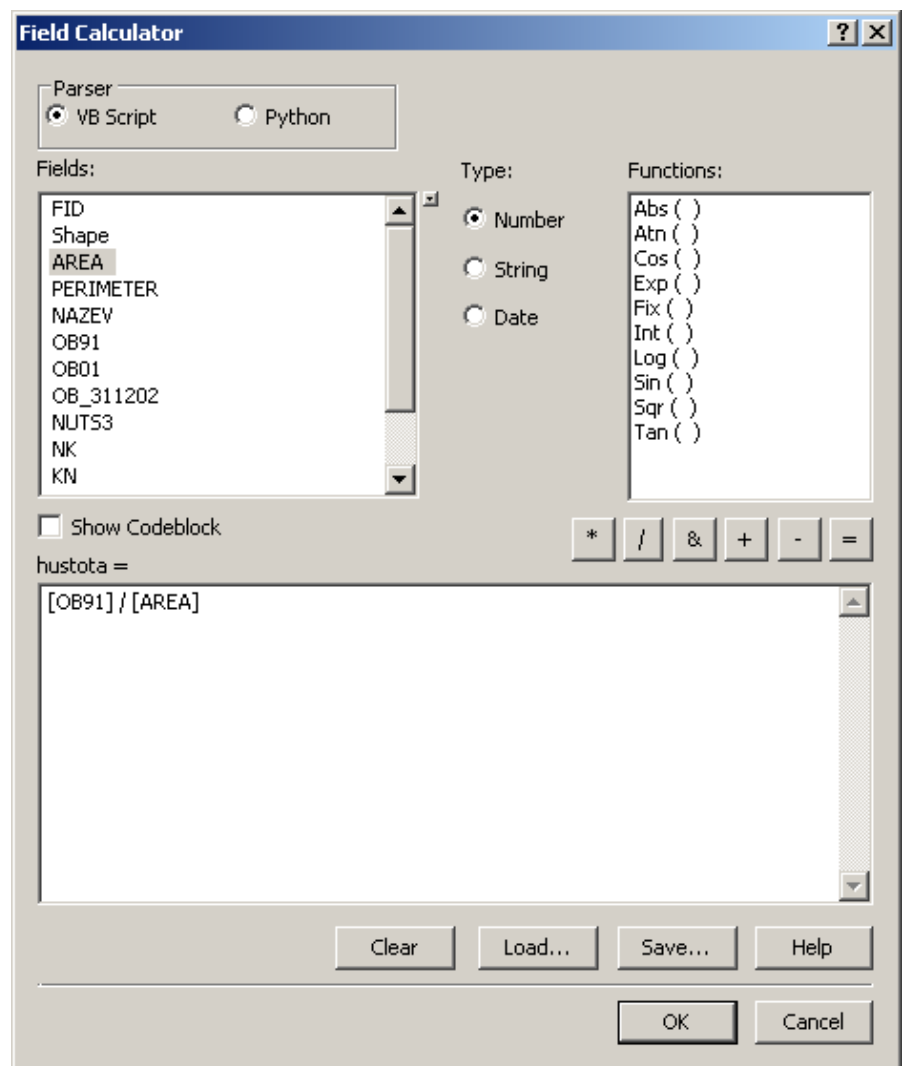 Field Calculator
Parser
VB Script Python
Fields:
FID
Shape
AREA
PERIMETER
NAZEV
OB91
OB01
OB_311202
NUTS3
NK
KN
Type:
Number
String
Date
Functions:
Abs ( )
Atn ( )
Cos ( )
Exp ( )
Fix ( )
Int ( )
Log ( )
Sin ( )
Sqr ( )
Tan ( )
Show Codeblock
* / & + - =
hustota =
[OB91] / [AREA]
Clear Load... Save... Help
OK Cancel